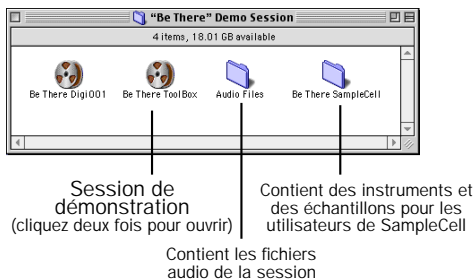 “Be There” Demo Session
4 items, 18.01 GB available
Be There Digi001
Be There ToolBox
Audio Files
Be There SampleCell
Session de
démonstration
(cliquez deux fois pour ouvrir)
Contient des instruments et
des échantillons pour les
utilisateurs de SampleCell
Contient les fichiers
audio de la session